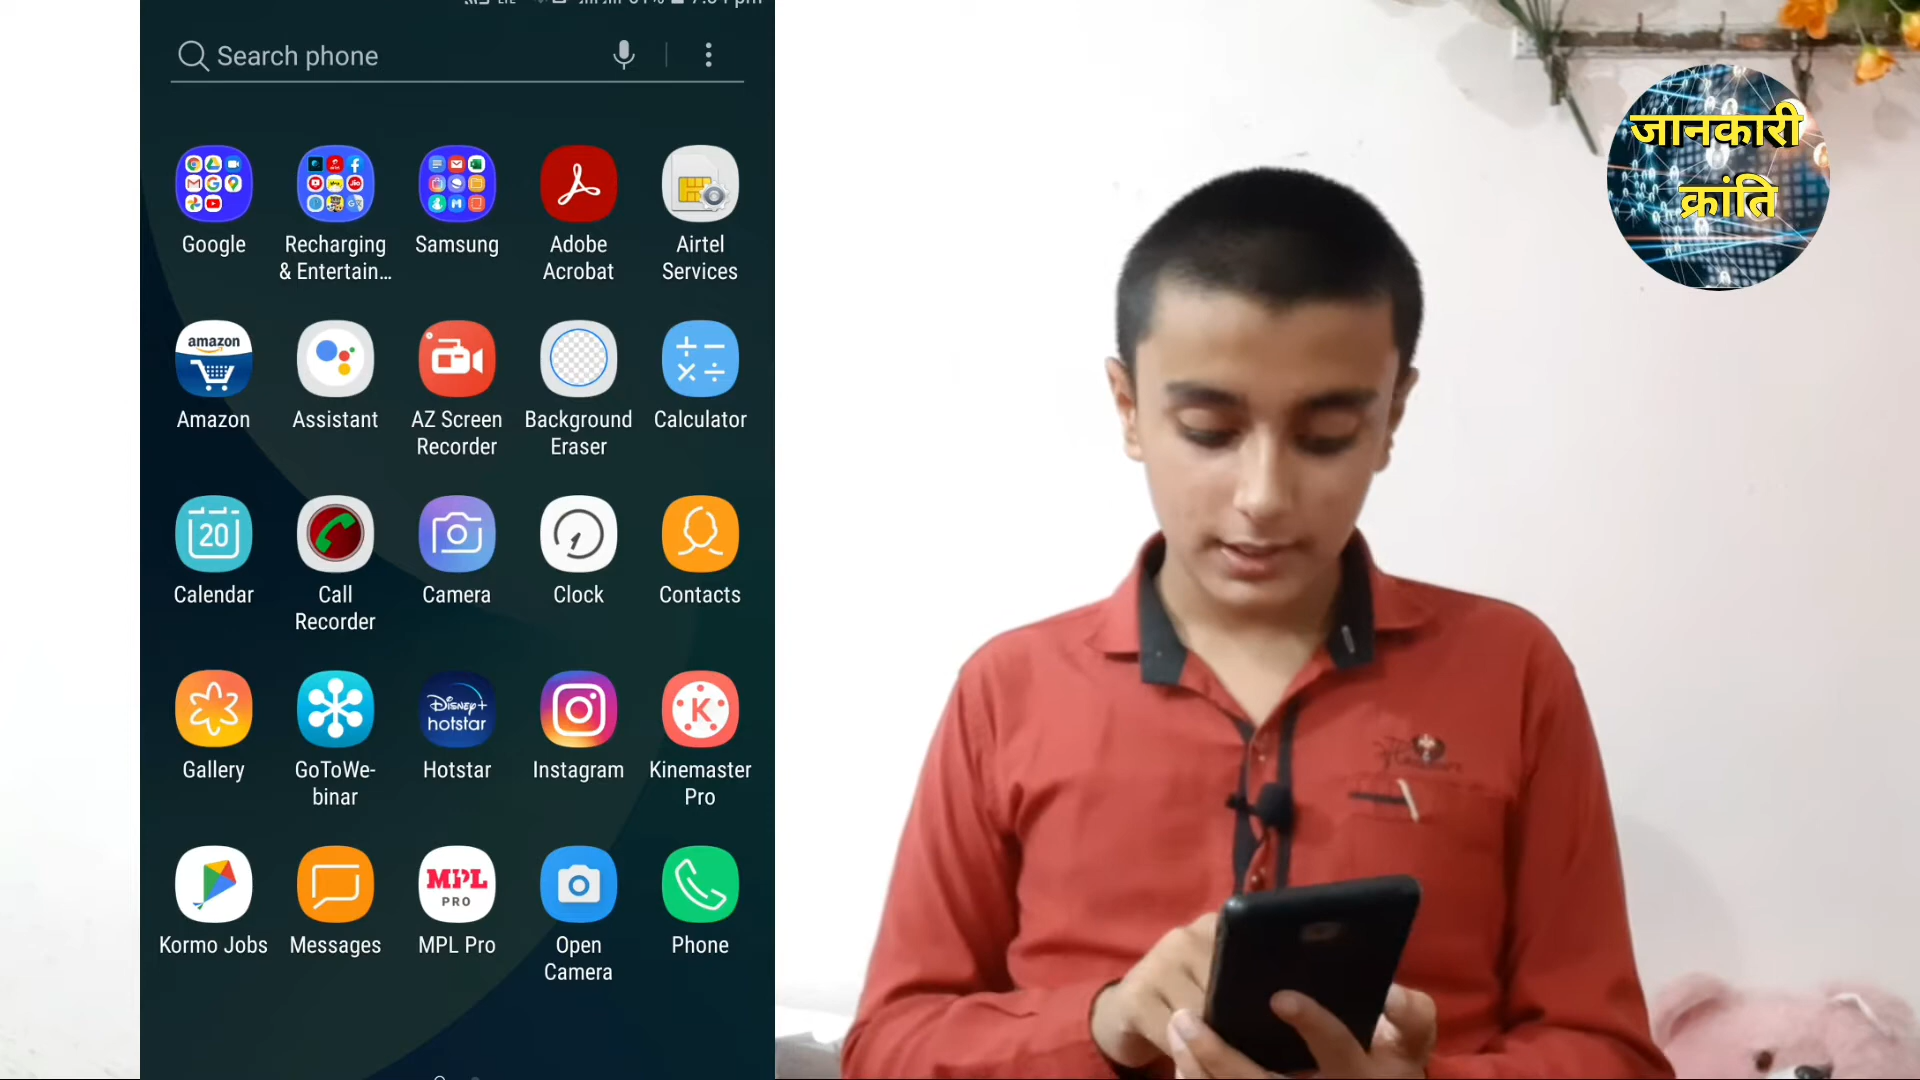 Search phone
Google
Recharging
& Entertain...
Samsung
Adobe
Acrobat
Airtel
Services
amazon
Amazon
Assistant
AZ Screen
Recorder
Background
Eraser
Calculator
20
Calendar
Call
Recorder
Camera
Clock
Contacts
Gallery
GoToWe-
binar
Disney+
hotstar
Hotstar
Instagram
K
Kinemaster
Pro
Kormo Jobs
Messages
MPL
PRO
MPL Pro
Open
Camera
Phone
जानकारी
क्रांति